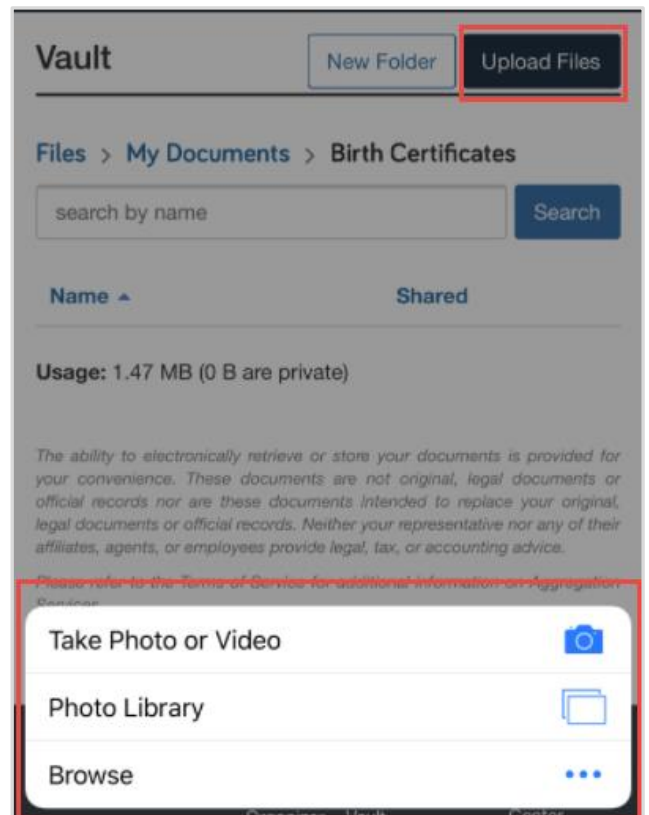 Vault
New Folder
Upload Files
Files > My Documents > Birth Certificates
search by name
Search
Name
Shared
Usage: 1.47 MB (0 B are private)
The ability to electronically retrieve or store your documents is provided for
your convenience. These documents are not original, legal documents or
official records nor are these documents intended to replace your original,
legal documents or official records. Neither your representative nor any of their
affiliates, agents, or employees provide legal, tax, or accounting advice.
Please refer to the Terms of Service for additional information on Aggregation
Services
Take Photo or Video
Photo Library
Browse
Organizer
Vault
Center